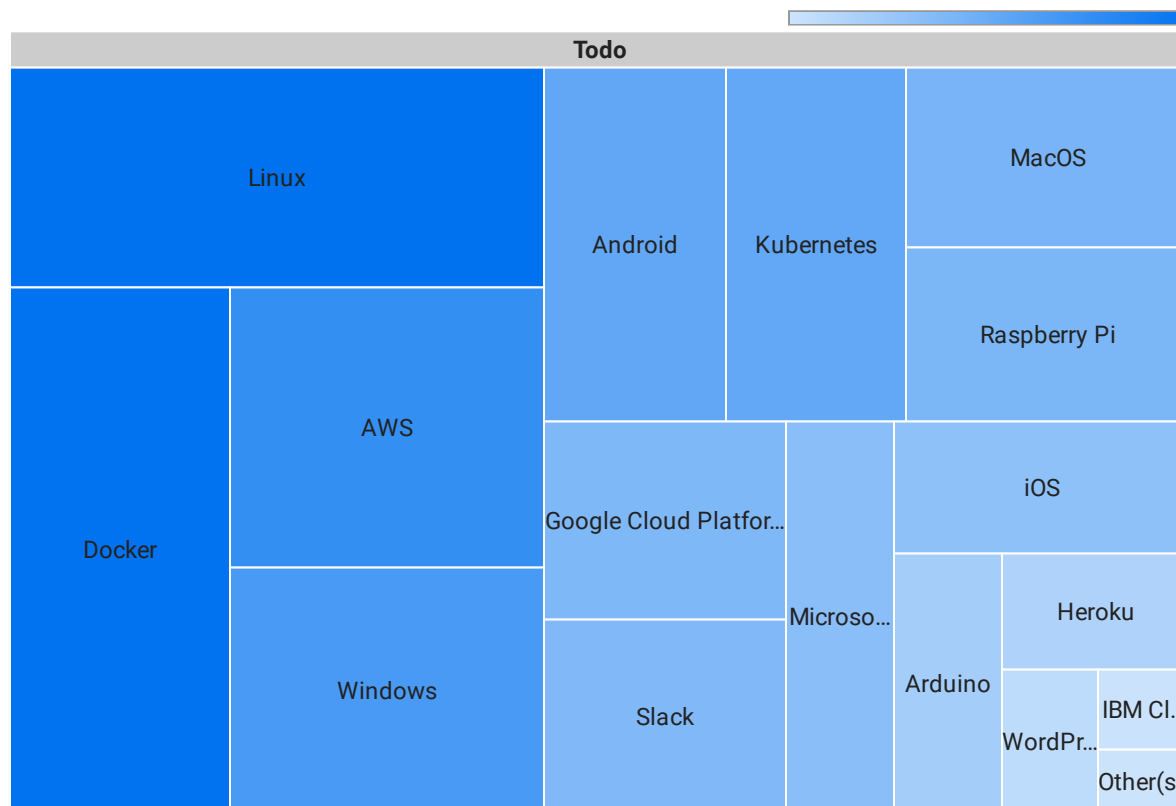 Todo
Linux
Android
Kubernetes
MacOS
Raspberry Pi
Docker
AWS
Windows
Google Cloud Platfor...
Slack
Microso...
iOS
Arduino
Heroku
WordPr...
IBM Cl.
Other(s